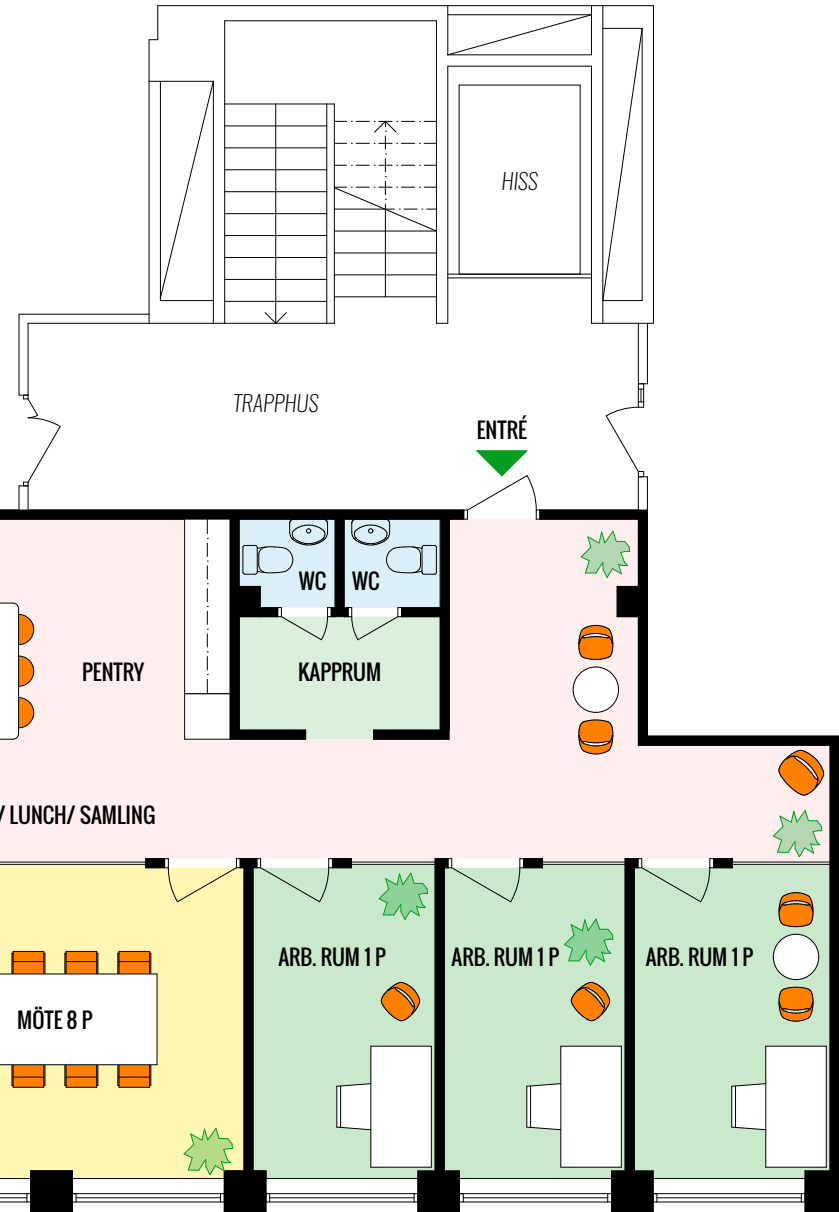 HISS
TRAPPHUS
ENTRÉ
WC
WC
PENTRY
KAPPRUM
/ LUNCH/ SAMLING
ARB. RUM 1 P
ARB. RUM 1 P
ARB. RUM 1 P
MÖTE 8 P